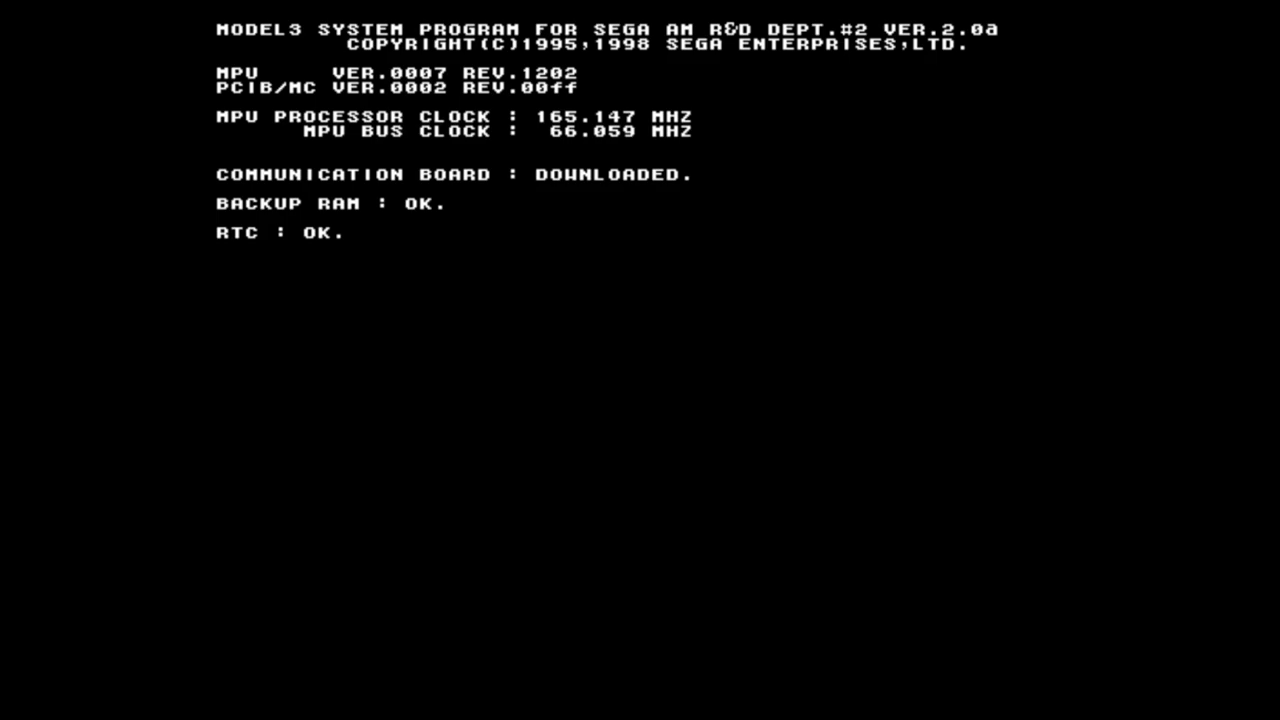 MODEL3 SYSTEM PROGRAM FOR SEGA AM R&D DEPT.#2 VER.2.0a
COPYRIGHT(C)1995,1998 SEGA ENTERPRISES,LTD.
MPU VER.0007 REV.1202
PCIB/MC VER.0002 REV.00ff
MPU PROCESSOR CLOCK : 165.147 MHZ
MPU BUS CLOCK : 66.059 MHZ
COMMUNICATION BOARD : DOWNLOADED.
BACKUP RAM : OK.
RTC : OK.